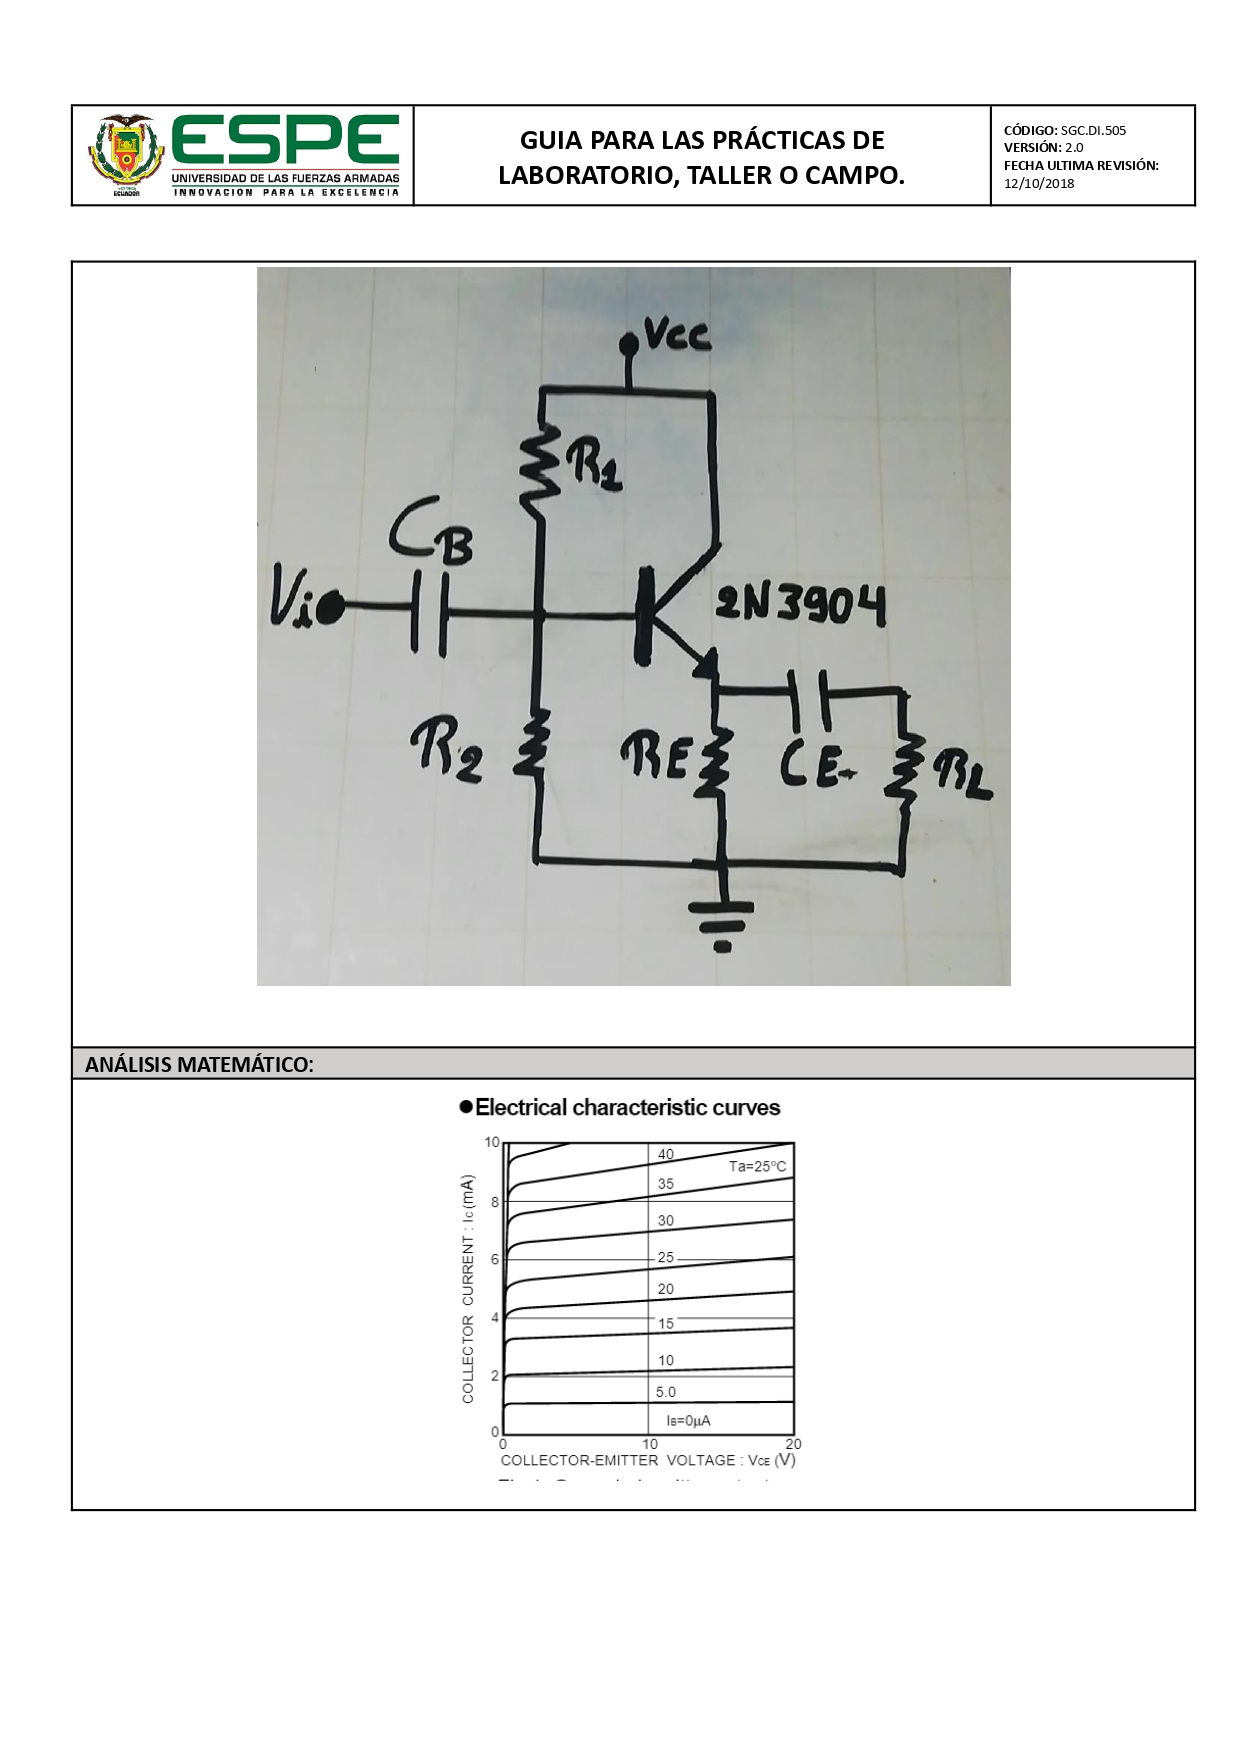 ESPE
UNIVERSIDAD DE LAS FUERZAS ARMADAS
INNOVACIÓN PARA LA EXCELENCIA
ECUADOR
GUIA PARA LAS PRÁCTICAS DE
LABORATORIO, TALLER O CAMPO.
CÓDIGO: SGC.DI.505
VERSIÓN: 2.0
FECHA ULTIMA REVISIÓN:
12/10/2018
Vcc
R1
CB
Vi
2N3904
R2
RE
CE
RL
ANÁLISIS MATEMÁTICO:
●Electrical characteristic curves
COLLECTOR CURRENT : Ic (mA)
10
8
6
4
2
0
40
Ta=25°C
35
30
25
20
15
10
5.0
IB=0µA
0
10
20
COLLECTOR-EMITTER VOLTAGE : VCE (V)